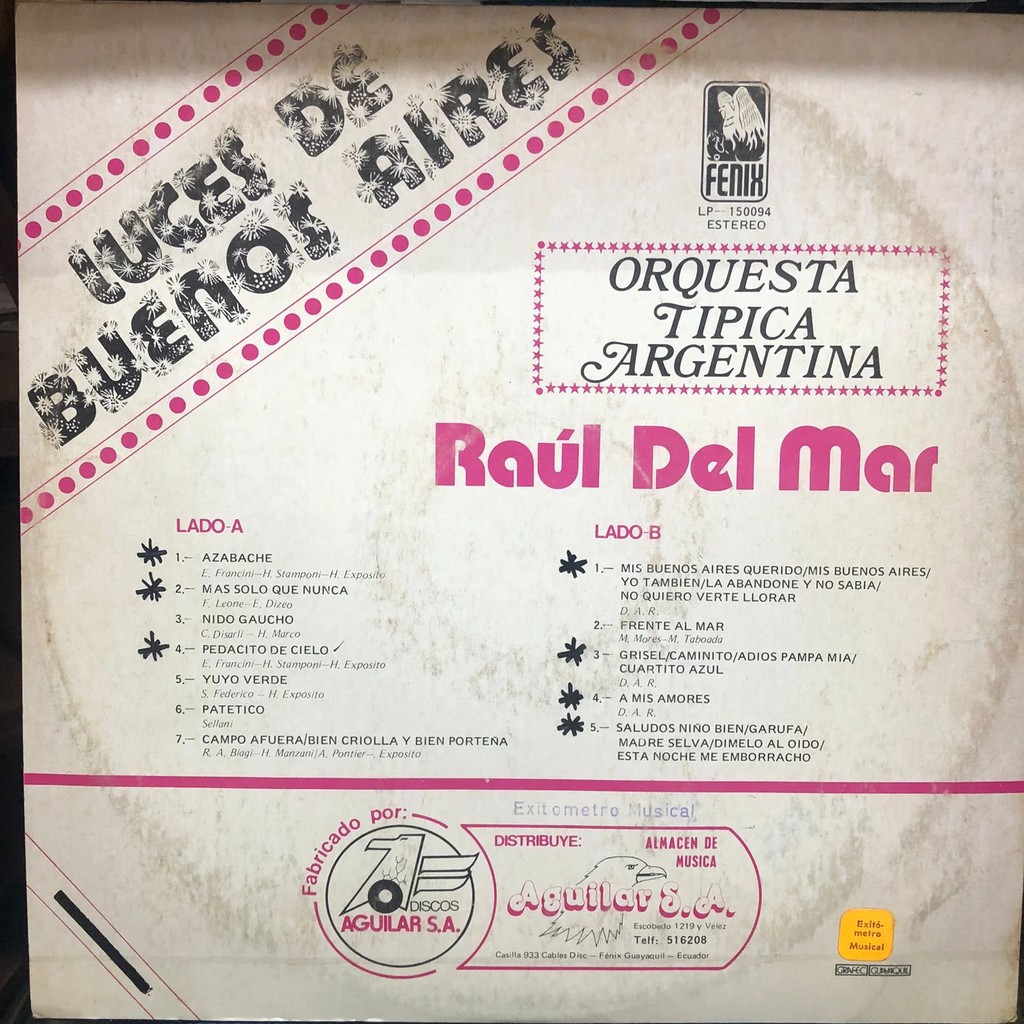 LUCES DE
BUENOS AIRES
FENIX
LP-- 150094
ESTEREO
ORQUESTA
TIPICA
ARGENTINA
Raúl Del Mar
LADO-A
1.— AZABACHE
E. Francini—H. Stamponi—H. Exposito
2.— MAS SOLO QUE NUNCA
F. Leone—E. Dizeo
3.— NIDO GAUCHO
C. Disarli — H. Marco
4.— PEDACITO DE CIELO
E. Francini—H. Stamponi—H. Exposito
5.— YUYO VERDE
S. Federico — H. Exposito
6.— PATETICO
Sellani
7.— CAMPO AFUERA/BIEN CRIOLLA Y BIEN PORTEÑA
R. A. Biagi—H. Manzani/A. Pontier—, Exposito
LADO-B
1.— MIS BUENOS AIRES QUERIDO/MIS BUENOS AIRES/
YO TAMBIEN/LA ABANDONE Y NO SABIA/
NO QUIERO VERTE LLORAR
D. A. R.
2.— FRENTE AL MAR
M. Mores—M. Taboada
3 — GRISEL/CAMINITO/ADIOS PAMPA MIA/
CUARTITO AZUL
D. A. R.
4.— A MIS AMORES
D. A. R.
5.— SALUDOS NIÑO BIEN/GARUFA/
MADRE SELVA/DIMELO AL OIDO/
ESTA NOCHE ME EMBORRACHO
Exitometro Musical
Fabricado por:
DISCOS
AGUILAR S.A.
DISTRIBUYE:
ALMACEN DE
MUSICA
Aguilar S.A.
Escobedo 1219 y Vélez
Telf: 516208
Casilla 933 Cables Disc — Fénix Guayaquil — Ecuador
Exitó-
metro
Musical
GRAFEC GUAYAQUIL